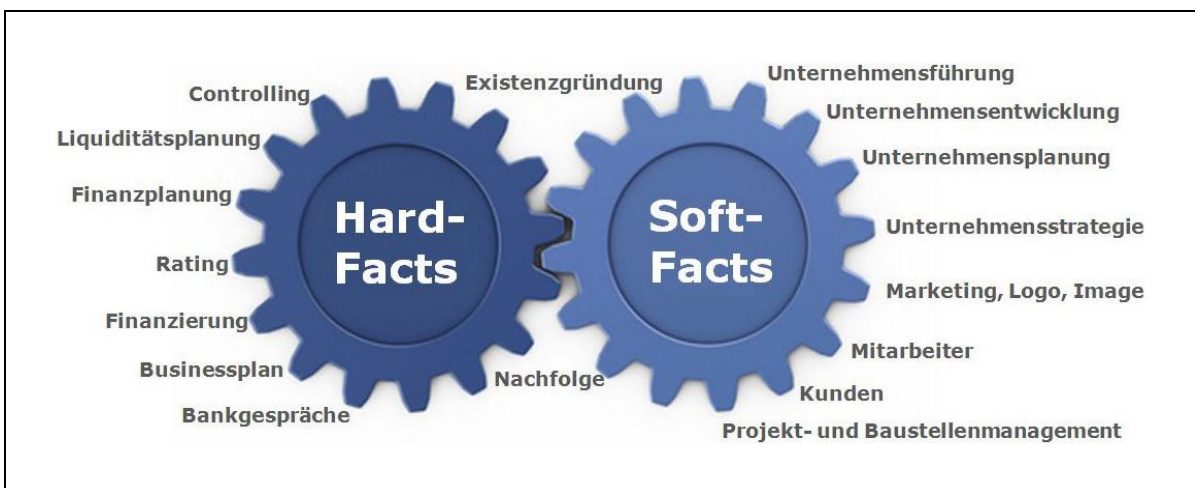 Controlling
Liquiditätsplanung
Finanzplanung
Rating
Finanzierung
Businessplan
Bankgespräche
Hard-
Facts
Existenzgründung
Nachfolge
Soft-
Facts
Unternehmensführung
Unternehmensentwicklung
Unternehmensplanung
Unternehmensstrategie
Marketing, Logo, Image
Mitarbeiter
Kunden
Projekt- und Baustellenmanagement